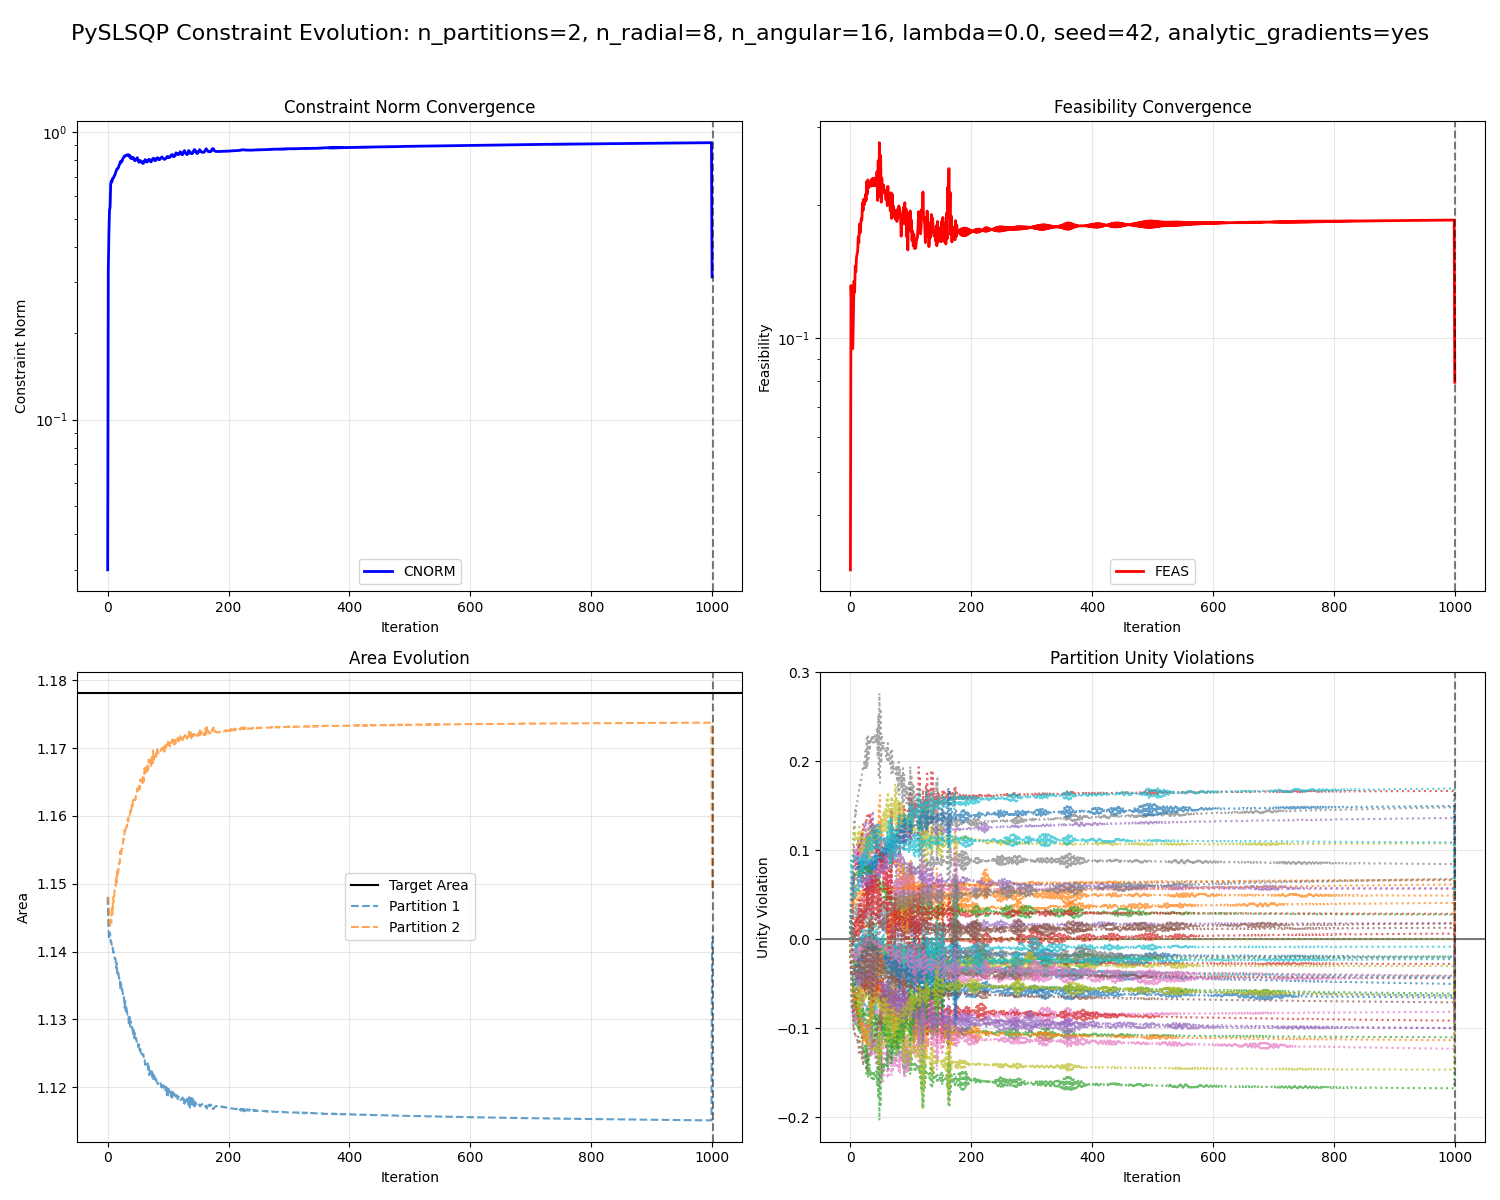 PySLSQP Constraint Evolution: n_partitions=2, n_radial=8, n_angular=16, lambda=0.0, seed=42, analytic_gradients=yes
Constraint Norm Convergence
10^0
10^-1
Constraint Norm
CNORM
0 200 400 600 800 1000
Iteration
Feasibility Convergence
10^-1
Feasibility
FEAS
0 200 400 600 800 1000
Iteration
Area Evolution
1.18
1.17
1.16
1.15
1.14
1.13
1.12
Area
Target Area
Partition 1
Partition 2
0 200 400 600 800 1000
Iteration
Partition Unity Violations
0.3
0.2
0.1
0.0
−0.1
−0.2
Unity Violation
0 200 400 600 800 1000
Iteration